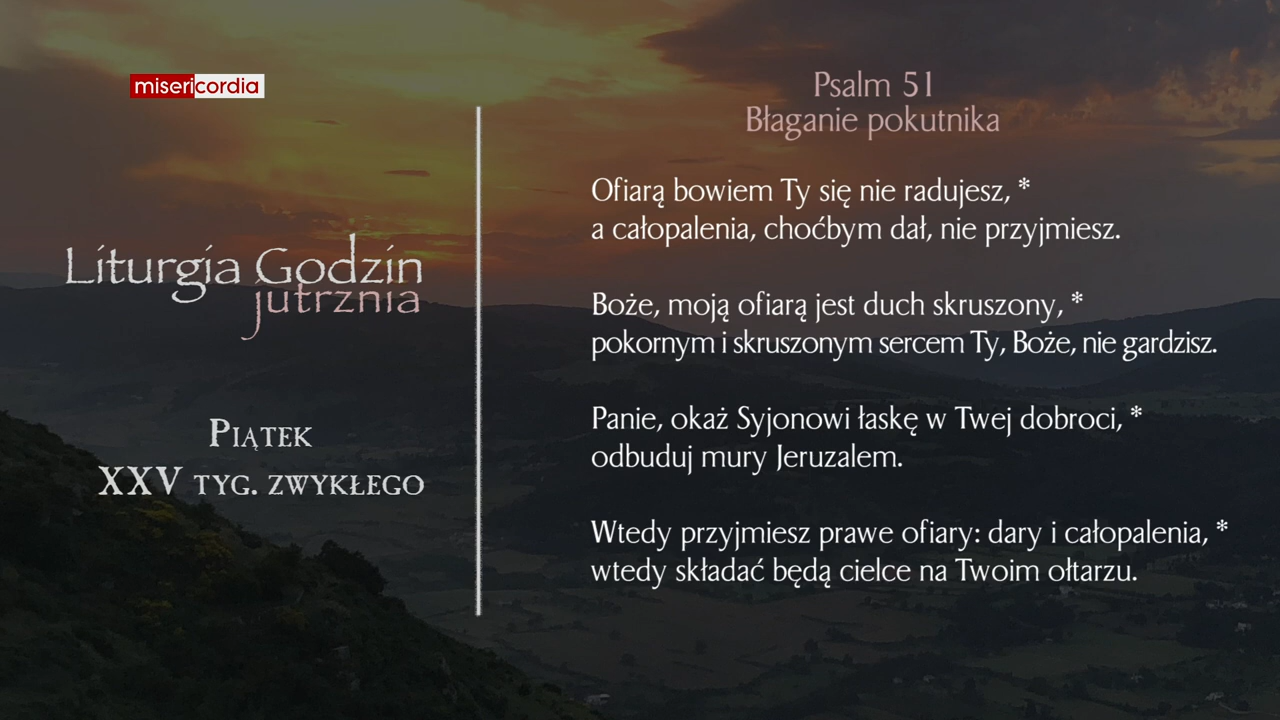 misericordia
Liturgia Godzin
jutrznia
Piątek
XXV tyg. zwykłego
Psalm 51
Błaganie pokutnika
Ofiarą bowiem Ty się nie radujesz, *
a całopalenia, choćbym dał, nie przyjmiesz.
Boże, moją ofiarą jest duch skruszony, *
pokornym i skruszonym sercem Ty, Boże, nie gardzisz.
Panie, okaż Syjonowi łaskę w Twej dobroci, *
odbuduj mury Jeruzalem.
Wtedy przyjmiesz prawe ofiary: dary i całopalenia, *
wtedy składać będą cielce na Twoim ołtarzu.